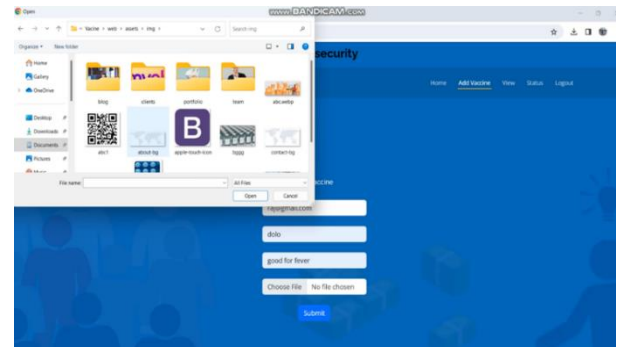 Open
www.BANDICAM.com
Vaccine > web > assets > img >
Search img
Organize
New folder
Home
Gallery
OneDrive
Desktop
Downloads
Documents
Pictures
Music
blog
clients
portfolio
team
abc.webp
abc1
about-bg
apple-touch-icon
bggg
contact-bg
B
File name:
All Files
Open
Cancel
security
Home Add Vaccine View Status Logout
ccine
raj@gmail.com
dolo
good for fever
Choose File No file chosen
Submit